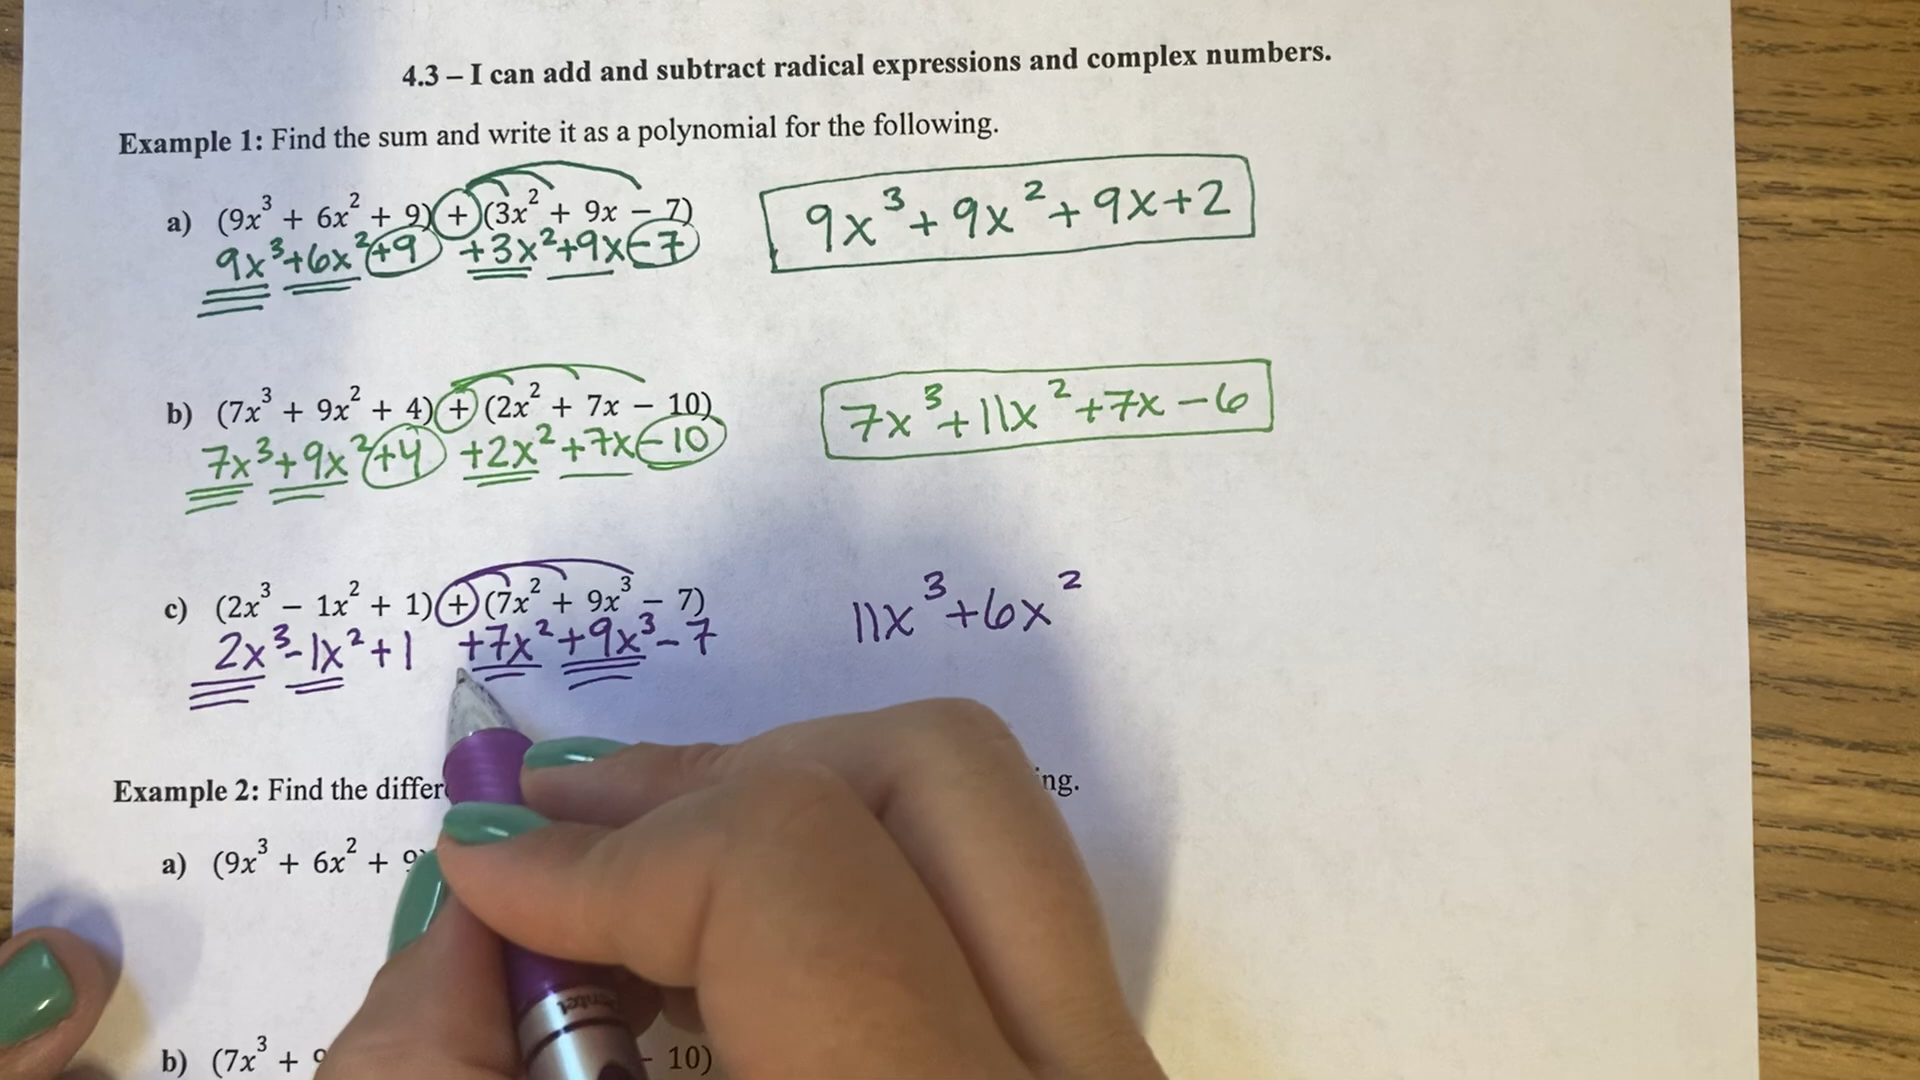 4.3 – I can add and subtract radical expressions and complex numbers.
Example 1: Find the sum and write it as a polynomial for the following.
a) (9x³ + 6x² + 9) + (3x² + 9x − 7)
9x³+6x²+9 +3x²+9x−7
9x³+9x²+9x+2
b) (7x³ + 9x² + 4) + (2x² + 7x − 10)
7x³+9x²+4 +2x²+7x−10
7x³+11x²+7x−6
c) (2x³ − 1x² + 1) + (7x² + 9x³ − 7)
2x³−1x²+1 +7x²+9x³−7
11x³+6x²
Example 2: Find the
a) (9x³ + 6x² +
b) (7x³ + − 10)